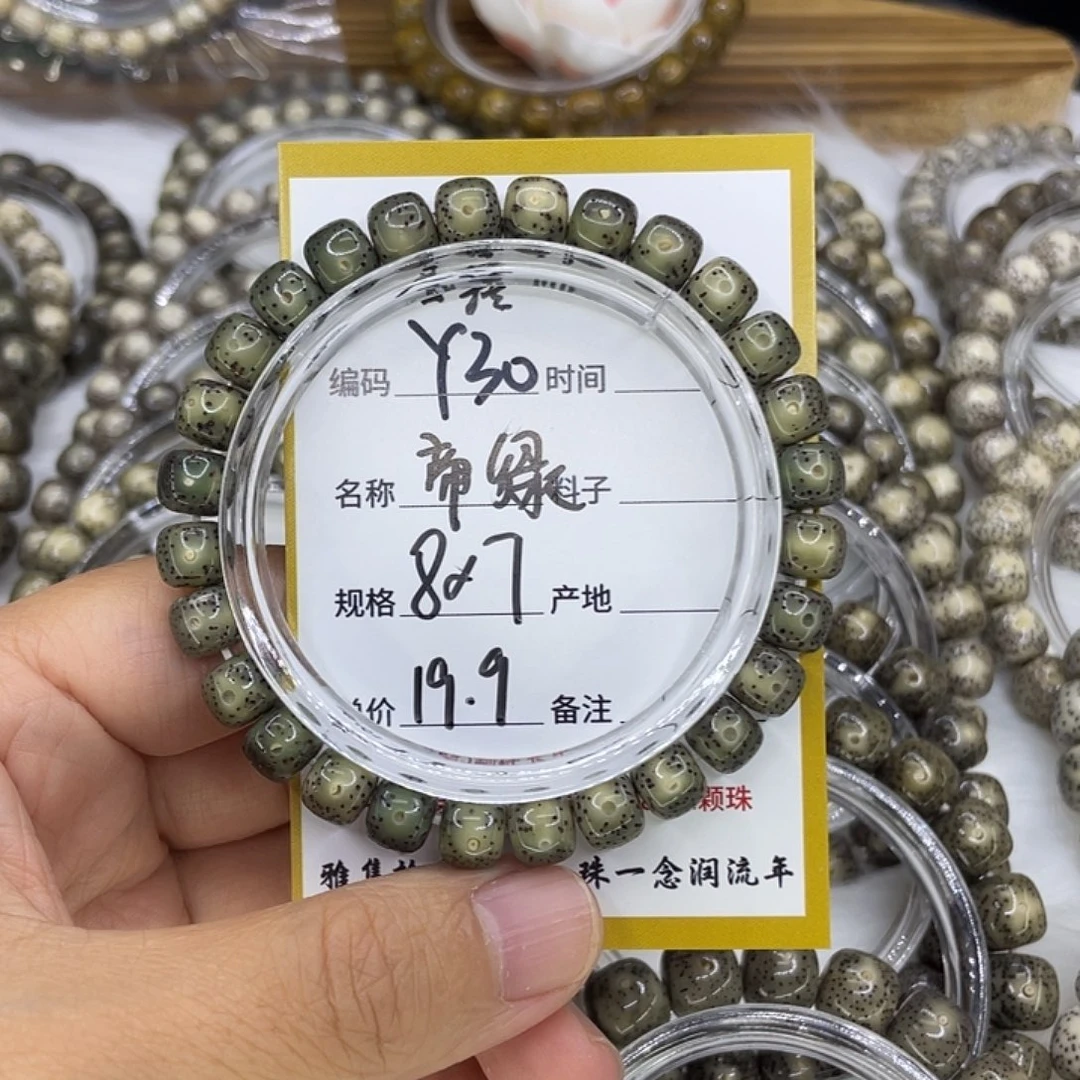 编码 Y30 时间
名称 帝绿 料子
规格 8×7 产地
价 19.9 备注
颗珠
雅集 珠一念润流年